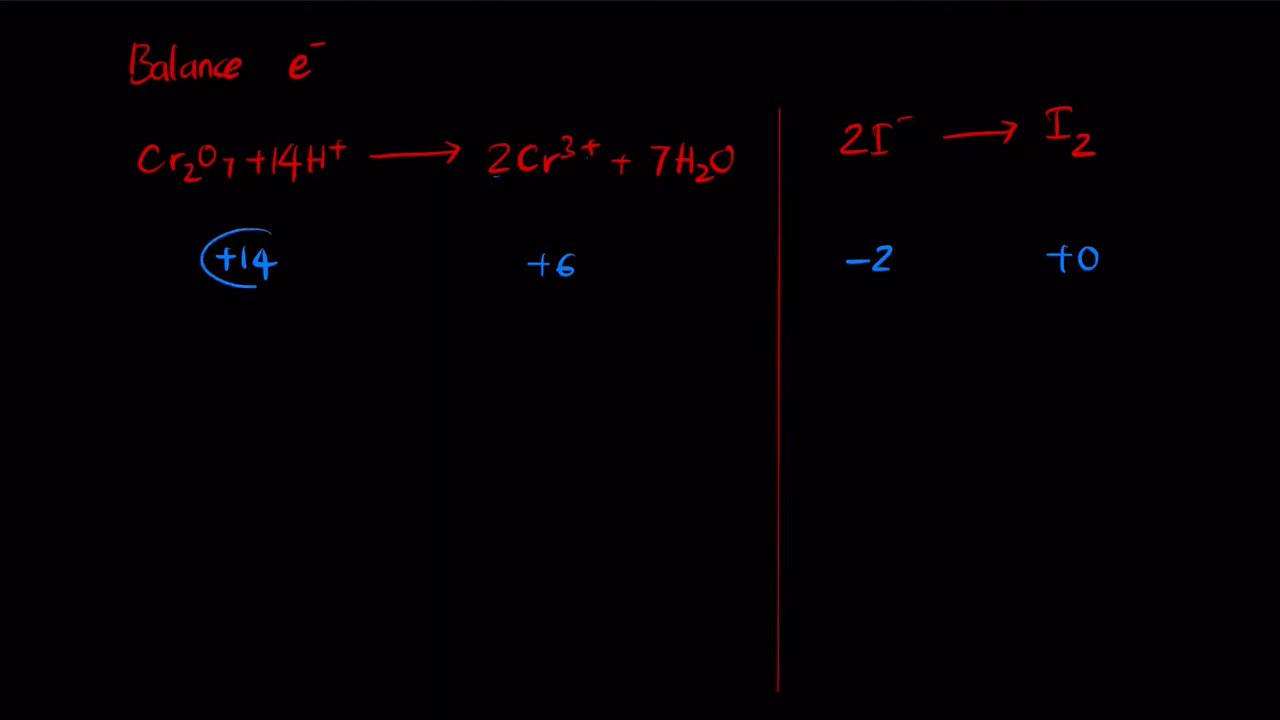 Balance e⁻
Cr₂O₇ +14H⁺ ⟶ 2Cr³⁺ + 7H₂O
+14 +6
2I⁻ ⟶ I₂
-2 +0